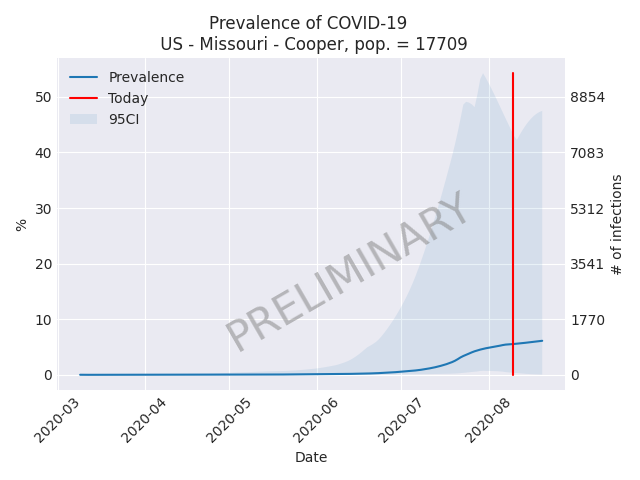 Prevalence of COVID-19
US - Missouri - Cooper, pop. = 17709
Prevalence
Today
95CI
50
40
30
20
10
0
%
8854
7083
5312
3541
1770
0
# of infections
PRELIMINARY
2020-03
2020-04
2020-05
2020-06
2020-07
2020-08
Date